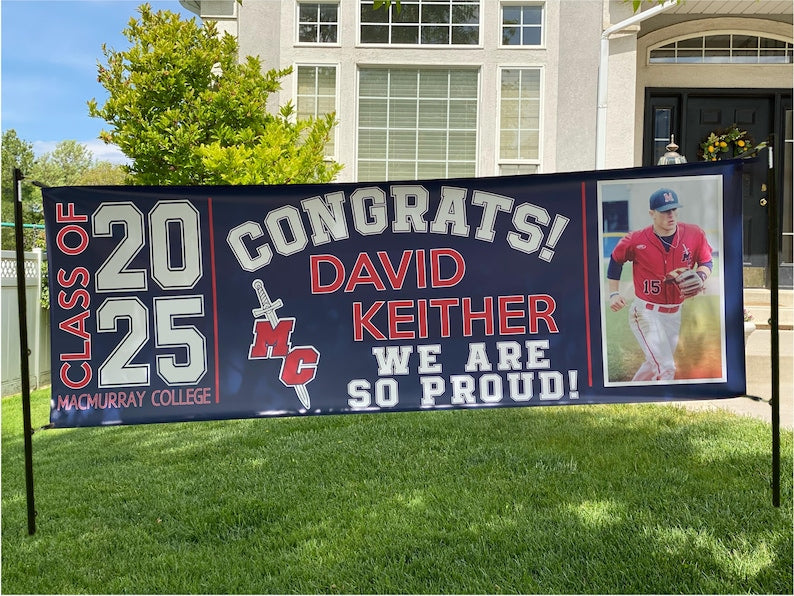 CLASS OF
20
25
MACMURRAY COLLEGE
CONGRATS!
DAVID
KEITHER
MC
WE ARE
SO PROUD!
M
M
15